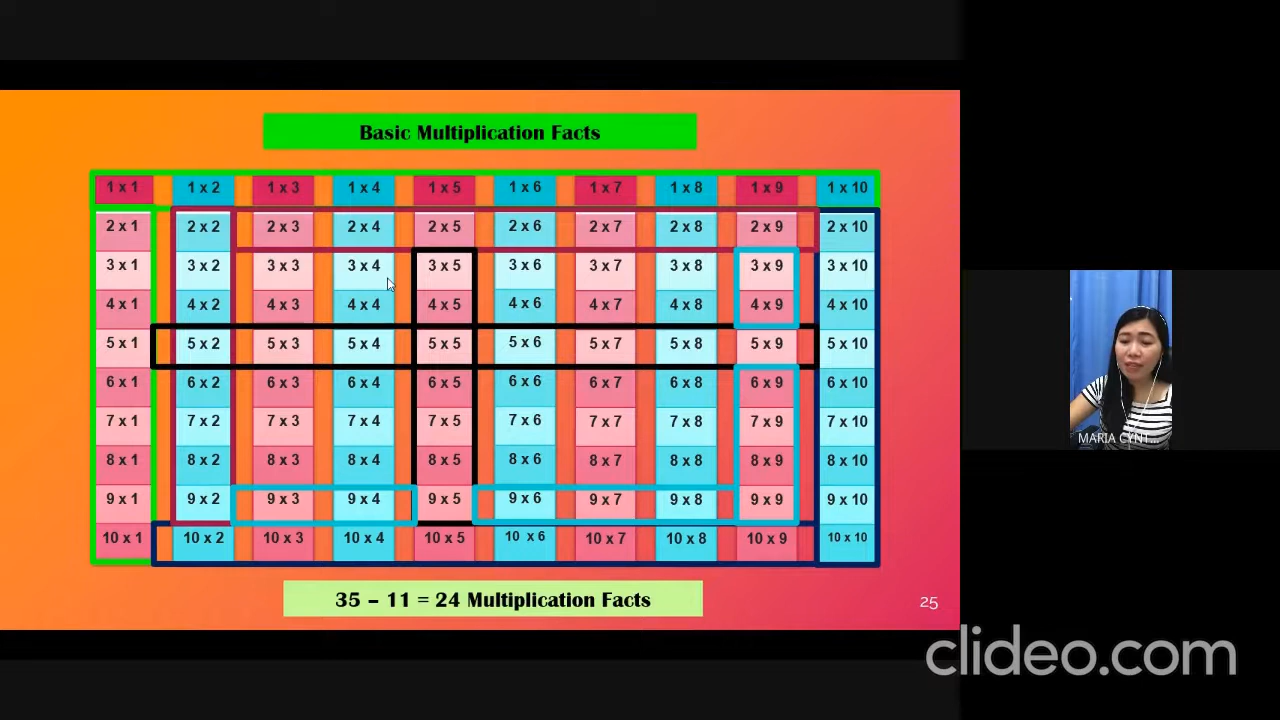 Basic Multiplication Facts
1 x 1 1 x 2 1 x 3 1 x 4 1 x 5 1 x 6 1 x 7 1 x 8 1 x 9 1 x 10
2 x 1 2 x 2 2 x 3 2 x 4 2 x 5 2 x 6 2 x 7 2 x 8 2 x 9 2 x 10
3 x 1 3 x 2 3 x 3 3 x 4 3 x 5 3 x 6 3 x 7 3 x 8 3 x 9 3 x 10
4 x 1 4 x 2 4 x 3 4 x 4 4 x 5 4 x 6 4 x 7 4 x 8 4 x 9 4 x 10
5 x 1 5 x 2 5 x 3 5 x 4 5 x 5 5 x 6 5 x 7 5 x 8 5 x 9 5 x 10
6 x 1 6 x 2 6 x 3 6 x 4 6 x 5 6 x 6 6 x 7 6 x 8 6 x 9 6 x 10
7 x 1 7 x 2 7 x 3 7 x 4 7 x 5 7 x 6 7 x 7 7 x 8 7 x 9 7 x 10
8 x 1 8 x 2 8 x 3 8 x 4 8 x 5 8 x 6 8 x 7 8 x 8 8 x 9 8 x 10
9 x 1 9 x 2 9 x 3 9 x 4 9 x 5 9 x 6 9 x 7 9 x 8 9 x 9 9 x 10
10 x 1 10 x 2 10 x 3 10 x 4 10 x 5 10 x 6 10 x 7 10 x 8 10 x 9 10 x 10
35 – 11 = 24 Multiplication Facts
25
MARIA CYNT...
clideo.com